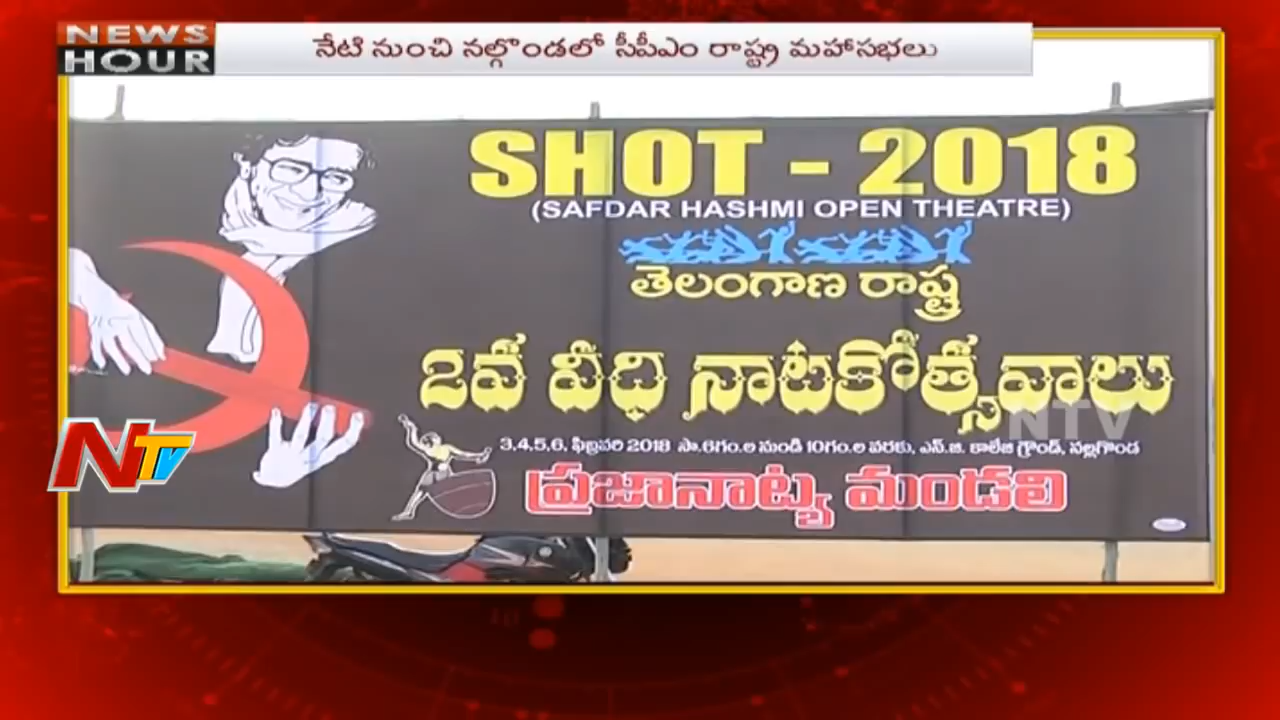 NEWS
HOUR
నేటి నుంచి నల్గొండలో సీపీఎం రాష్ట్ర మహాసభలు
SHOT - 2018
(SAFDAR HASHMI OPEN THEATRE)
తెలంగాణ రాష్ట్ర
2వ వీధి నాటకోత్సవాలు
3.4.5.6. ఫిబ్రవరి 2018 సా.6గం.ల నుండి 10గం.ల వరకు, ఎన్.జి. కాలేజి గ్రౌండ్, నల్లగొండ
ప్రజానాట్య మండలి
NTV
NTV